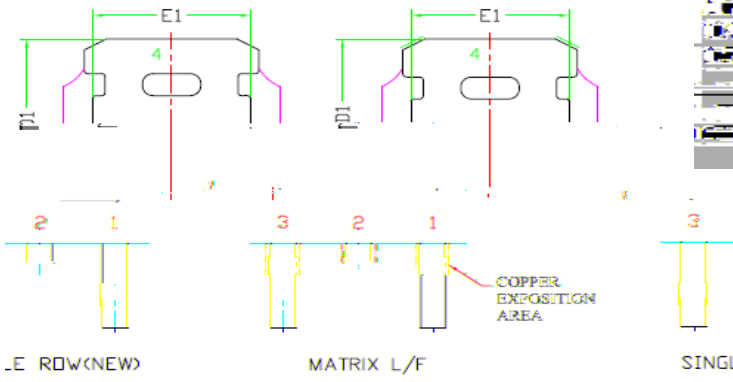 E1 E1
4 4
D1 D1
2 1 3 2 1 3
COPPER
EXPOSITION
AREA
LE ROW(NEW) MATRIX L/F SINGL